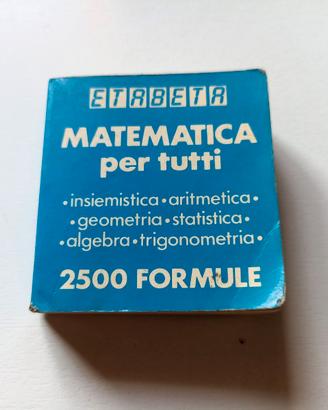 ETABETA
MATEMATICA
per tutti
•insiemistica•aritmetica•
•geometria•statistica•
•algebra•trigonometria•
2500 FORMULE